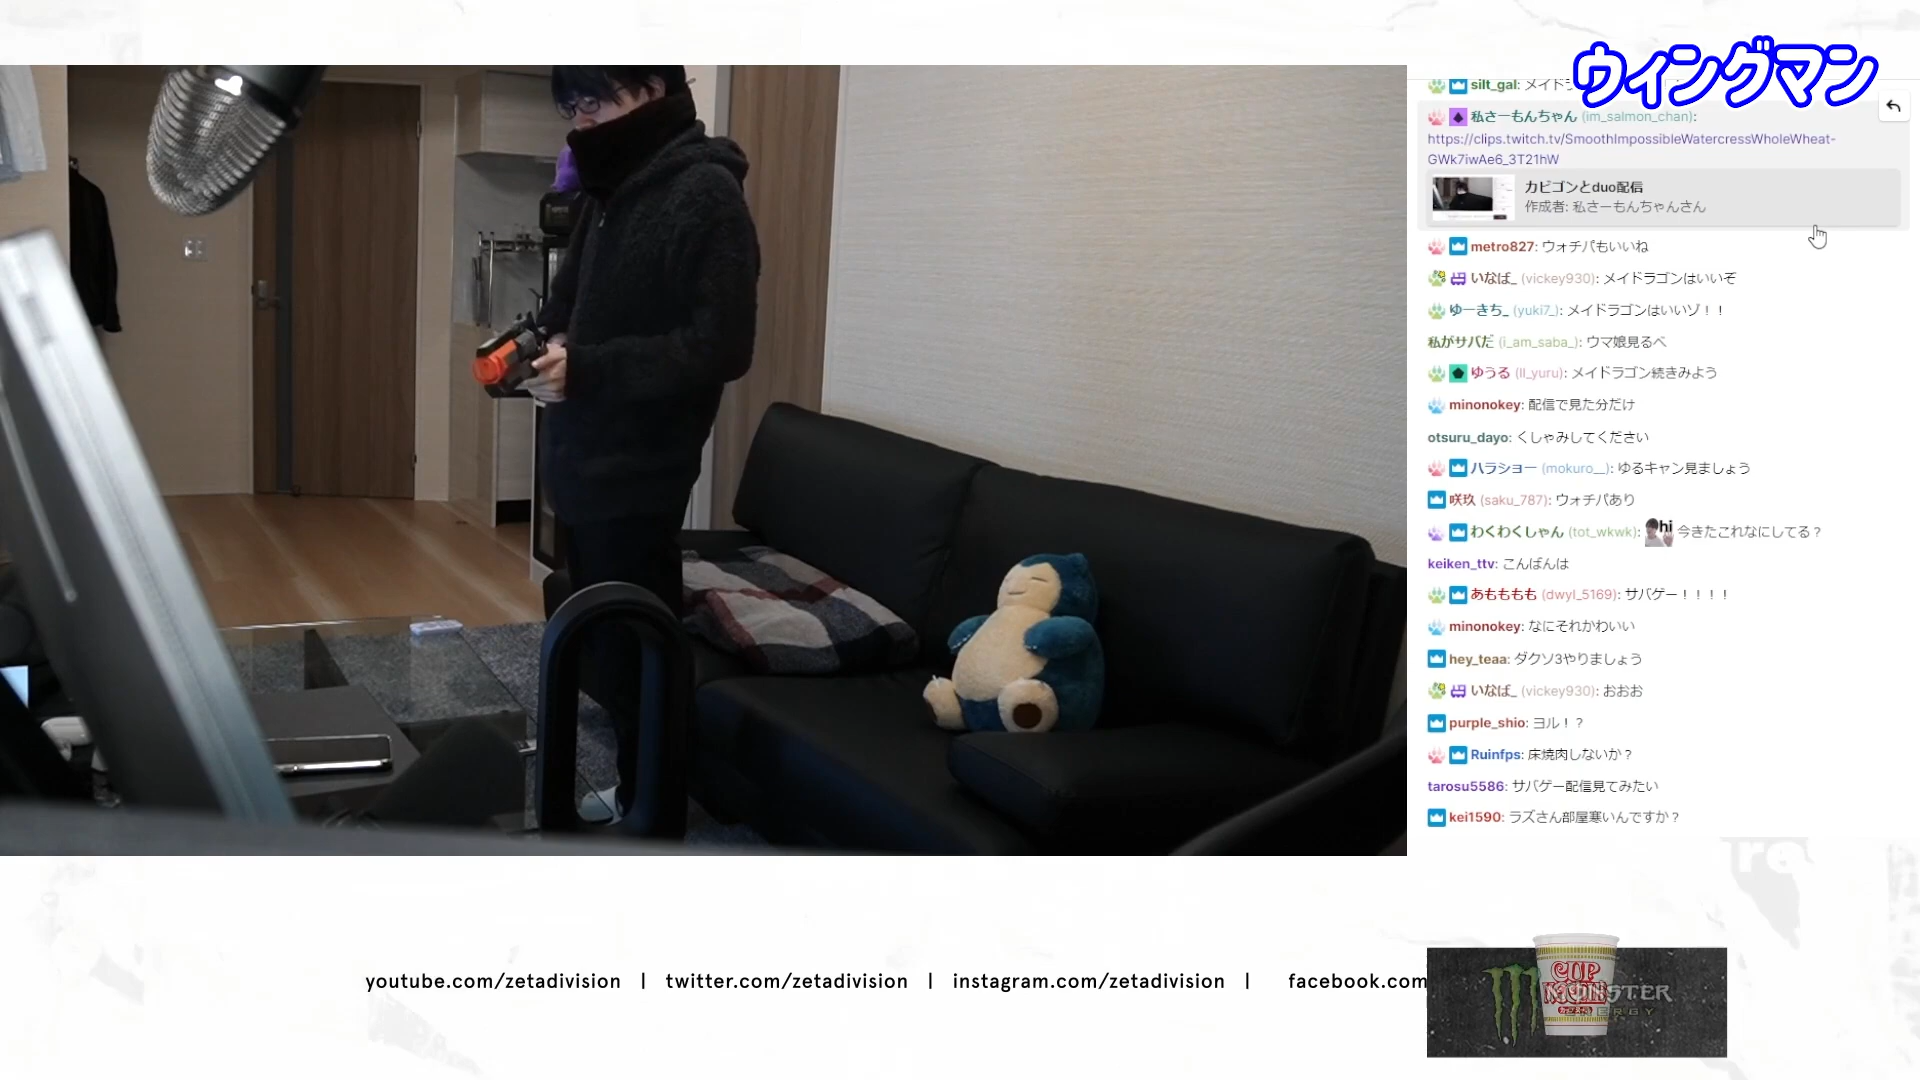 ウィングマン
silt_gal: メイドラ
私さーもんちゃん (im_salmon_chan):
https://clips.twitch.tv/SmoothImpossibleWatercressWholeWheat-
GWk7iwAe6_3T21hW
カビゴンとduo配信
作成者: 私さーもんちゃんさん
metro827: ウォチパもいいね
いなば_ (vickey930): メイドラゴンはいいぞ
ゆーきち_ (yuki7_): メイドラゴンはいいゾ！！
私がサバだ (i_am_saba_): ウマ娘見るべ
ゆうる (ll_yuru): メイドラゴン続きみよう
minonokey: 配信で見た分だけ
otsuru_dayo: くしゃみしてください
ハラショー (mokuro__): ゆるキャン見ましょう
咲玖 (saku_787): ウォチパあり
わくわくしゃん (tot_wkwk): hi 今きたこれなにしてる？
keiken_ttv: こんばんは
あもももも (dwyl_5169): サバゲー！！！！
minonokey: なにそれかわいい
hey_teaa: ダクソ3やりましょう
いなば_ (vickey930): おおお
purple_shio: ヨル！？
Ruinfps: 床焼肉しないか？
tarosu5586: サバゲー配信見てみたい
kei1590: ラズさん部屋寒いんですか？
youtube.com/zetadivision | twitter.com/zetadivision | instagram.com/zetadivision | facebook.com
CUP
NOODLES
MONSTER
ENERGY